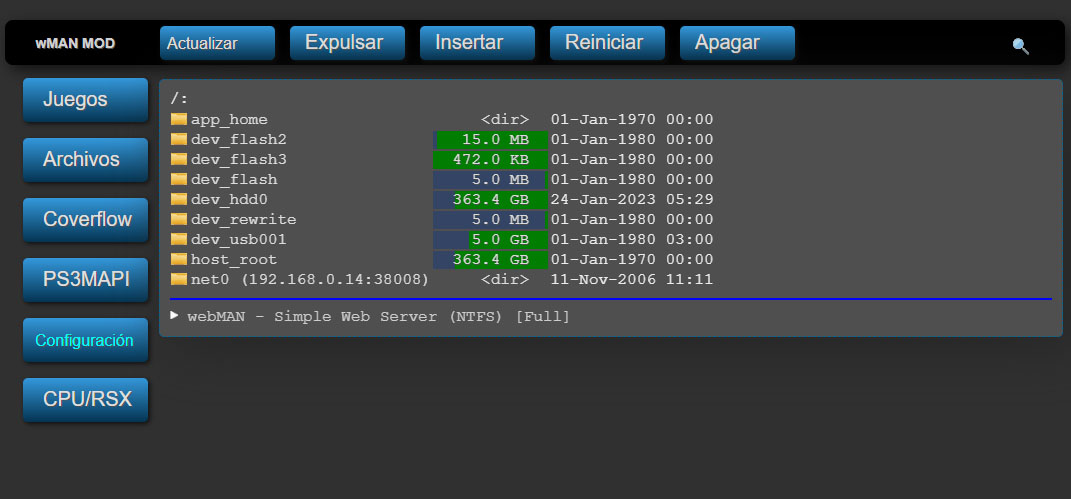 wMAN MOD Actualizar Expulsar Insertar Reiniciar Apagar
Juegos
Archivos
Coverflow
PS3MAPI
Configuración
CPU/RSX
/:
app_home <dir> 01-Jan-1970 00:00
dev_flash2 15.0 MB 01-Jan-1980 00:00
dev_flash3 472.0 KB 01-Jan-1980 00:00
dev_flash 5.0 MB 01-Jan-1980 00:00
dev_hdd0 363.4 GB 24-Jan-2023 05:29
dev_rewrite 5.0 MB 01-Jan-1980 00:00
dev_usb001 5.0 GB 01-Jan-1980 03:00
host_root 363.4 GB 01-Jan-1970 00:00
net0 (192.168.0.14:38008) <dir> 11-Nov-2006 11:11
webMAN - Simple Web Server (NTFS) [Full]